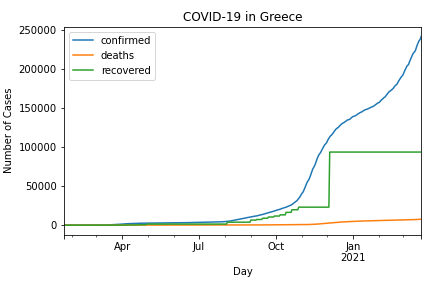 COVID-19 in Greece
250000
200000
150000
100000
50000
0
Number of Cases
confirmed
deaths
recovered
Apr
Jul
Oct
Jan
2021
Day